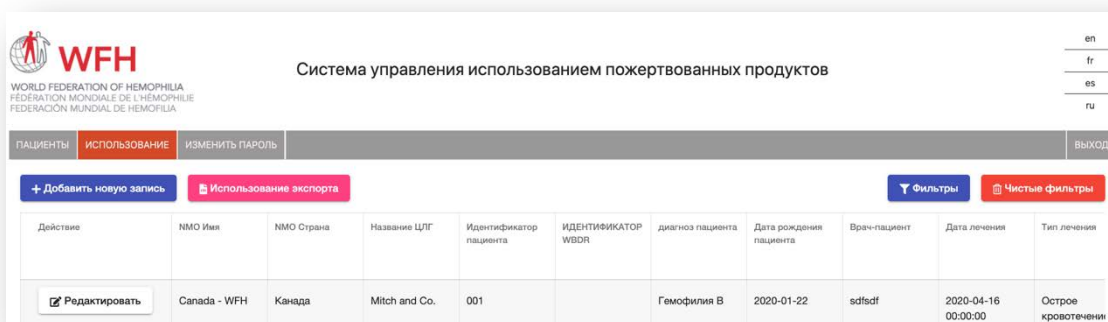 WFH
WORLD FEDERATION OF HEMOPHILIA
FÉDÉRATION MONDIALE DE L'HÉMOPHILIE
FEDERACIÓN MUNDIAL DE HEMOFILIA
Система управления использованием пожертвованных продуктов
en
fr
es
ru
ПАЦИЕНТЫ ИСПОЛЬЗОВАНИЕ ИЗМЕНИТЬ ПАРОЛЬ ВЫХОД
+ Добавить новую запись Использование экспорта Фильтры Чистые фильтры
Действие NMO Имя NMO Страна Название ЦЛГ Идентификатор ИДЕНТИФИКАТОР диагноз пациента Дата рождения Врач-пациент Дата лечения Тип лечения
пациента WBDR пациента
Редактировать Canada - WFH Канада Mitch and Co. 001 Гемофилия B 2020-01-22 sdfsdf 2020-04-16 Острое
00:00:00 кровотечение